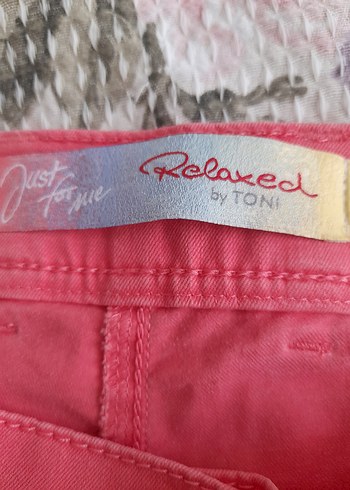 Just
for me
Relaxed
by TONI